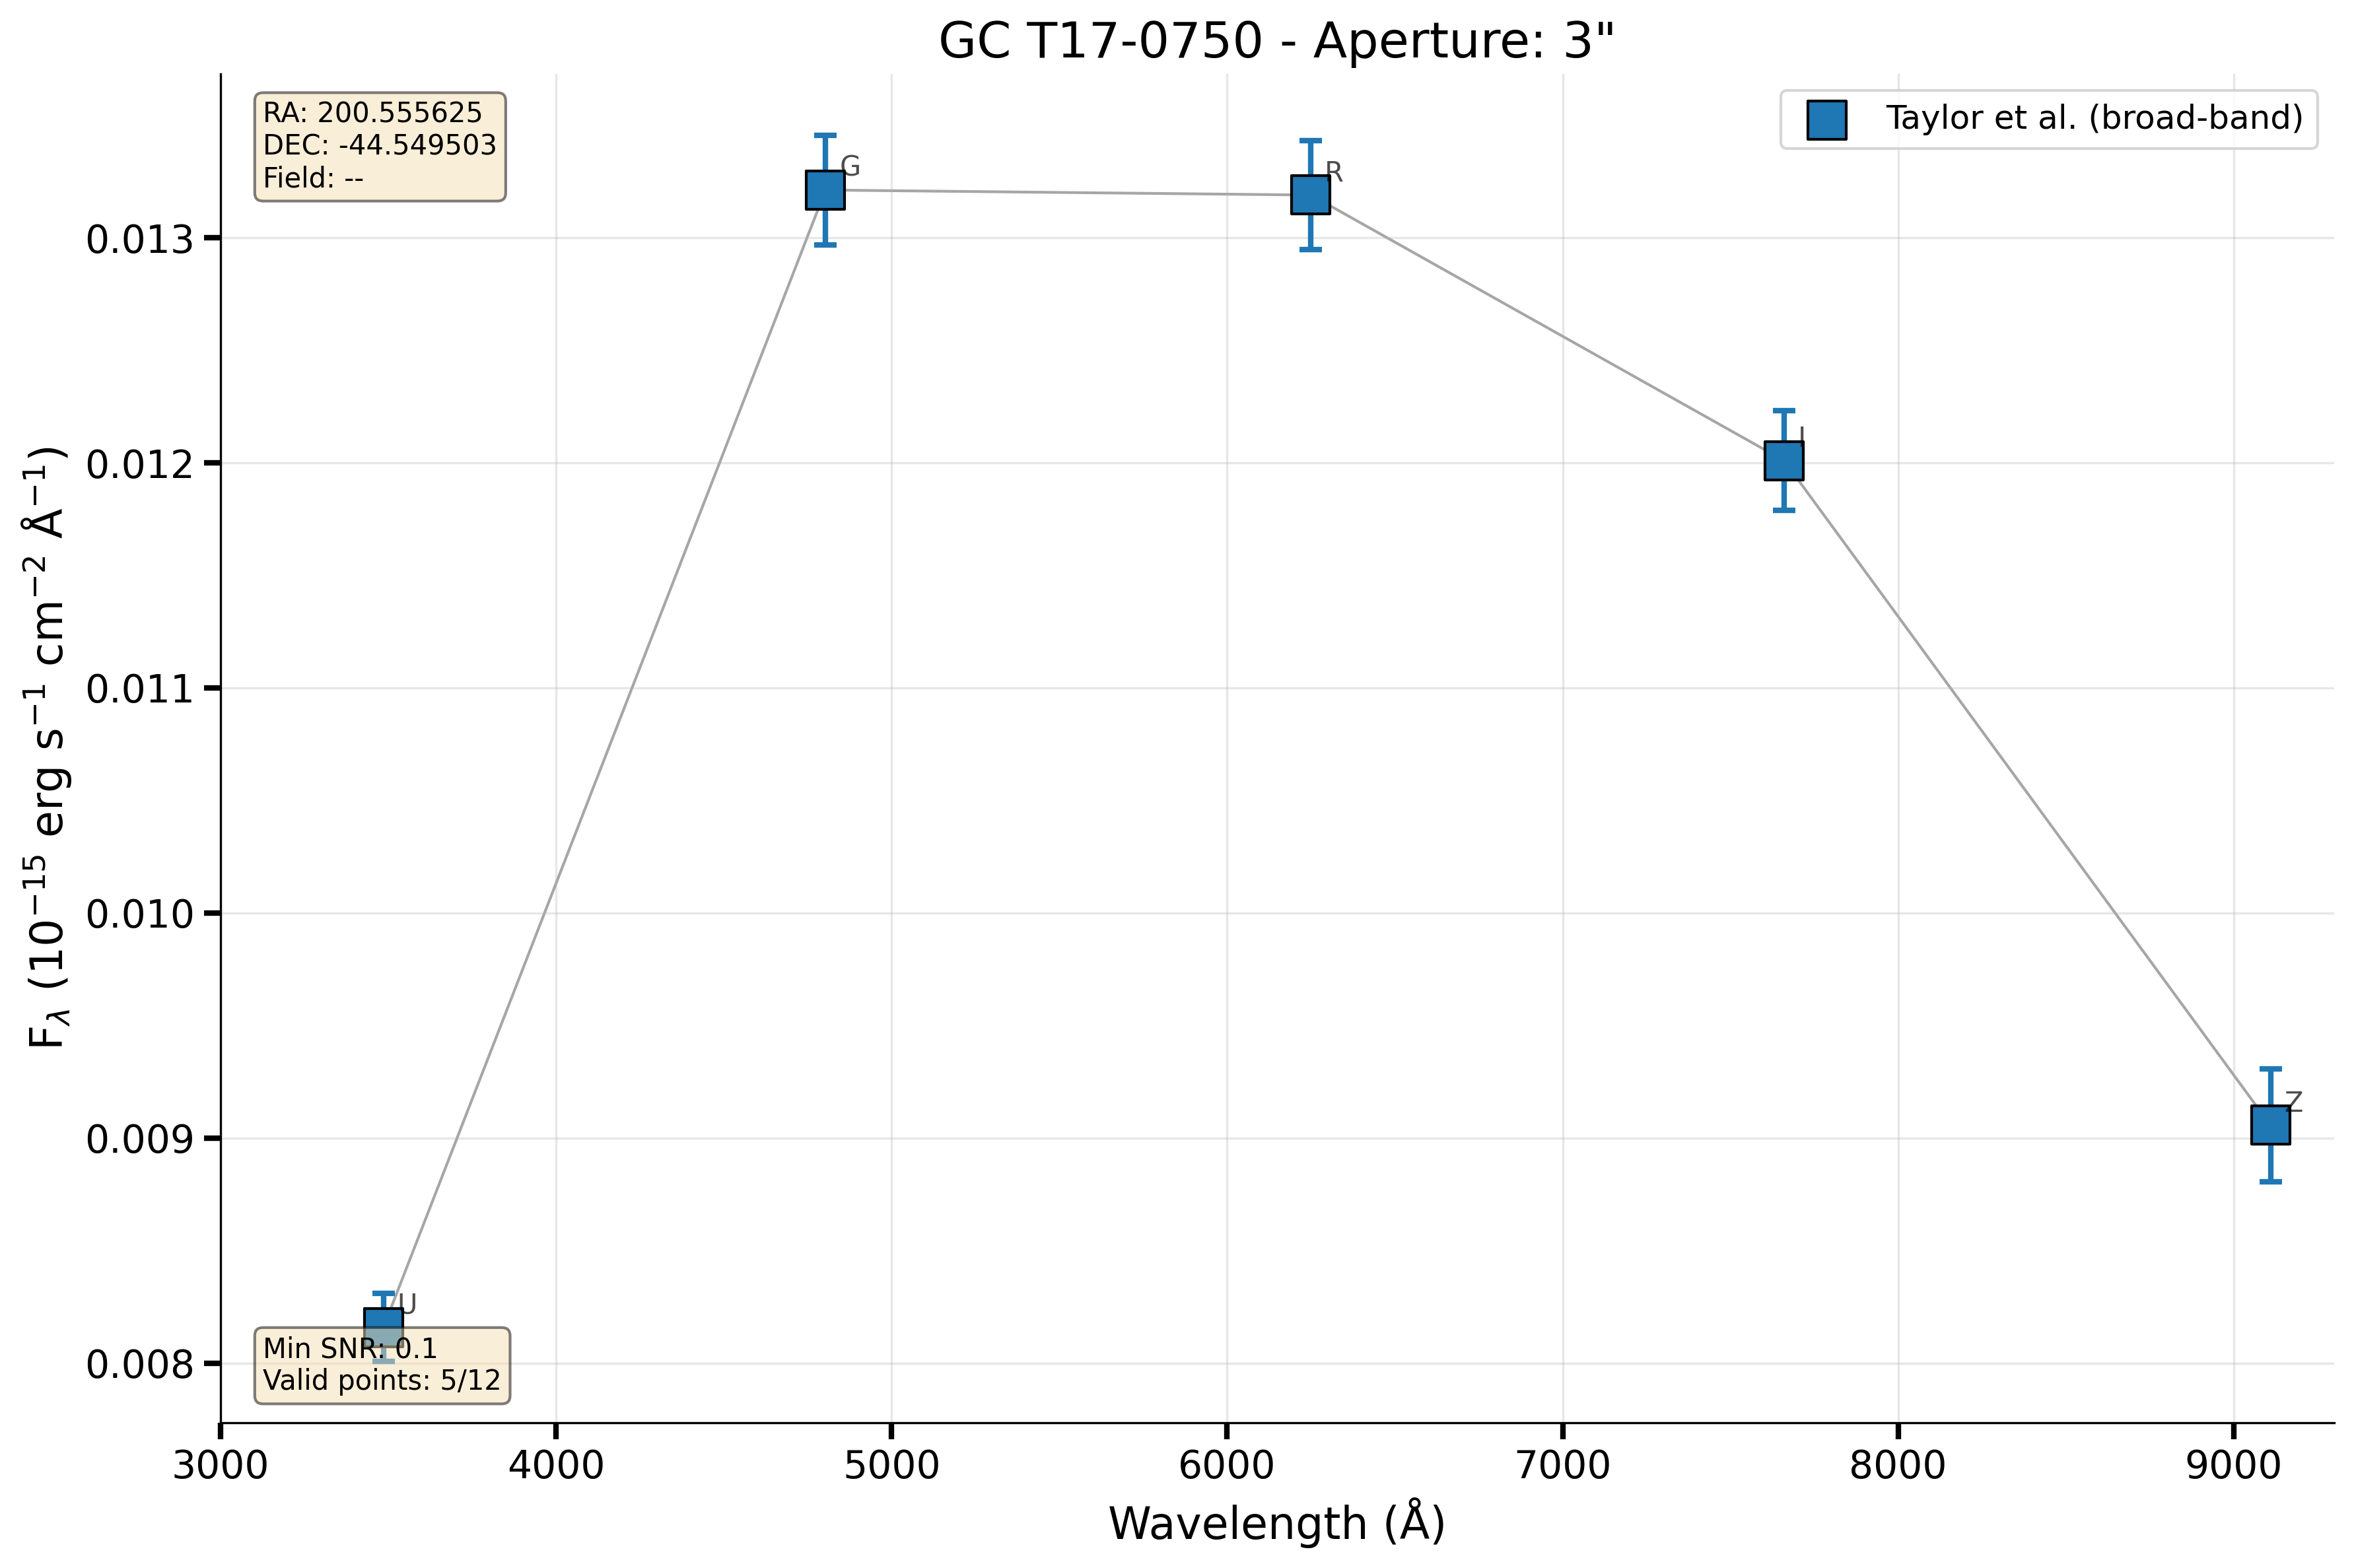 GC T17-0750 - Aperture: 3"
RA: 200.555625
DEC: -44.549503
Field: --
Taylor et al. (broad-band)
G
R
I
Z
U
Min SNR: 0.1
Valid points: 5/12
0.013
0.012
0.011
0.010
0.009
0.008
F_λ (10⁻¹⁵ erg s⁻¹ cm⁻² Å⁻¹)
3000 4000 5000 6000 7000 8000 9000
Wavelength (Å)